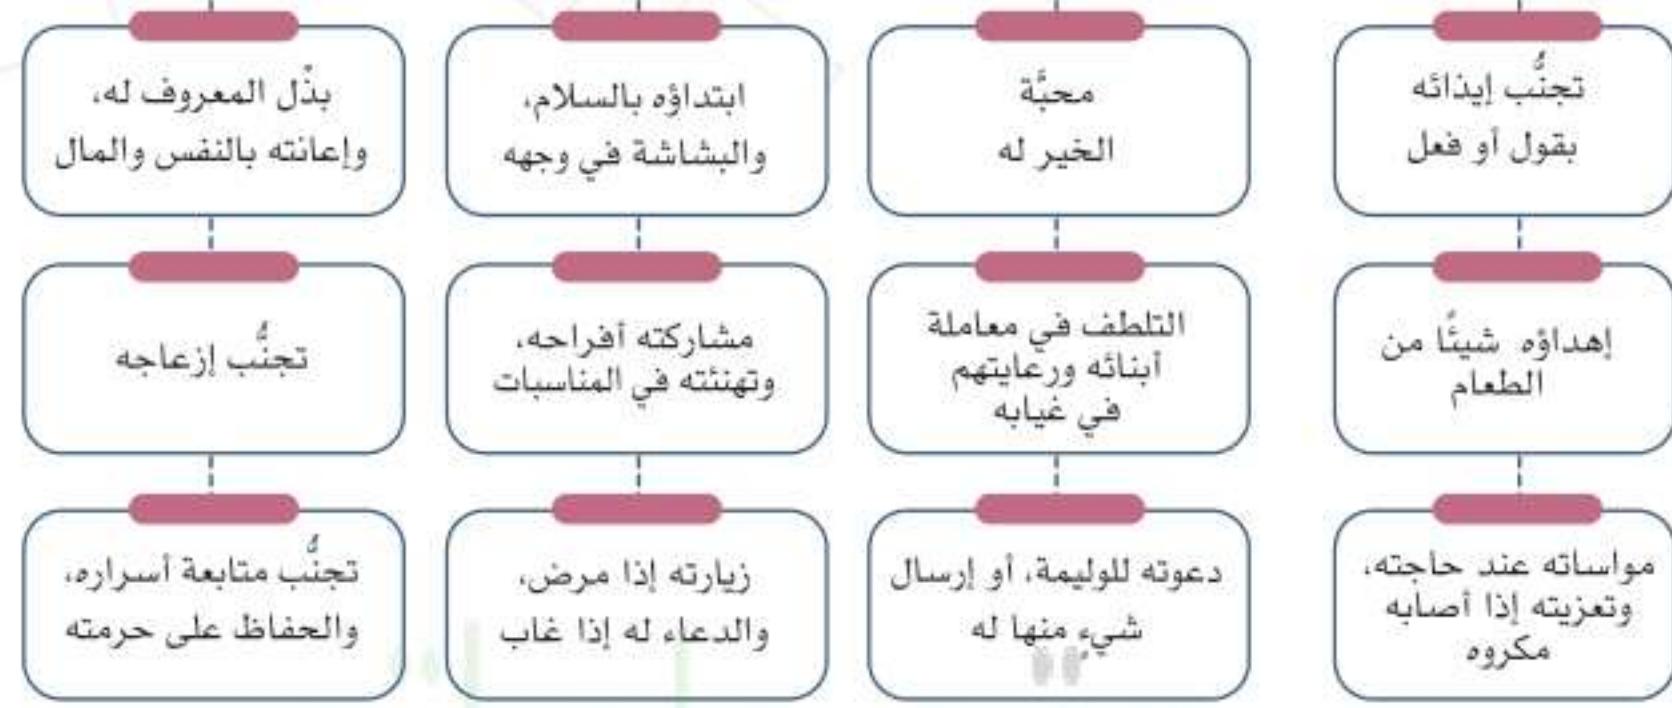 تجنُّب إيذائه
بقول أو فعل
محبَّة
الخير له
ابتداؤه بالسلام،
والبشاشة في وجهه
بذْل المعروف له،
وإعانته بالنفس والمال
إهداؤه شيئًا من
الطعام
التلطف في معاملة
أبنائه ورعايتهم
في غيابه
مشاركته أفراحه،
وتهنئته في المناسبات
تجنُّب إزعاجه
مواساته عند حاجته،
وتعزيته إذا أصابه
مكروه
دعوته للوليمة، أو إرسال
شيءٍ منها له
زيارته إذا مرض،
والدعاء له إذا غاب
تجنُّب متابعة أسراره،
والحفاظ على حرمته